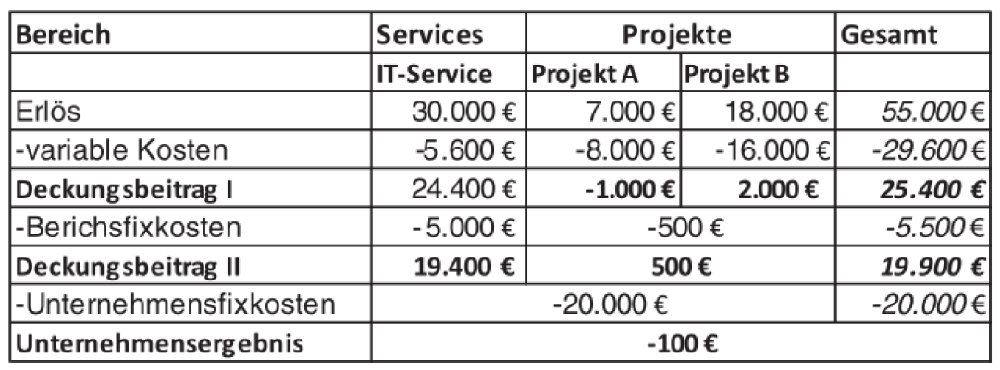 Bereich Services Projekte Gesamt
IT-Service Projekt A Projekt B
Erlös 30.000 € 7.000 € 18.000 € 55.000 €
-variable Kosten -5.600 € -8.000 € -16.000 € -29.600 €
Deckungsbeitrag I 24.400 € -1.000 € 2.000 € 25.400 €
-Berichsfixkosten -5.000 € -500 € -5.500 €
Deckungsbeitrag II 19.400 € 500 € 19.900 €
-Unternehmensfixkosten -20.000 € -20.000 €
Unternehmensergebnis -100 €